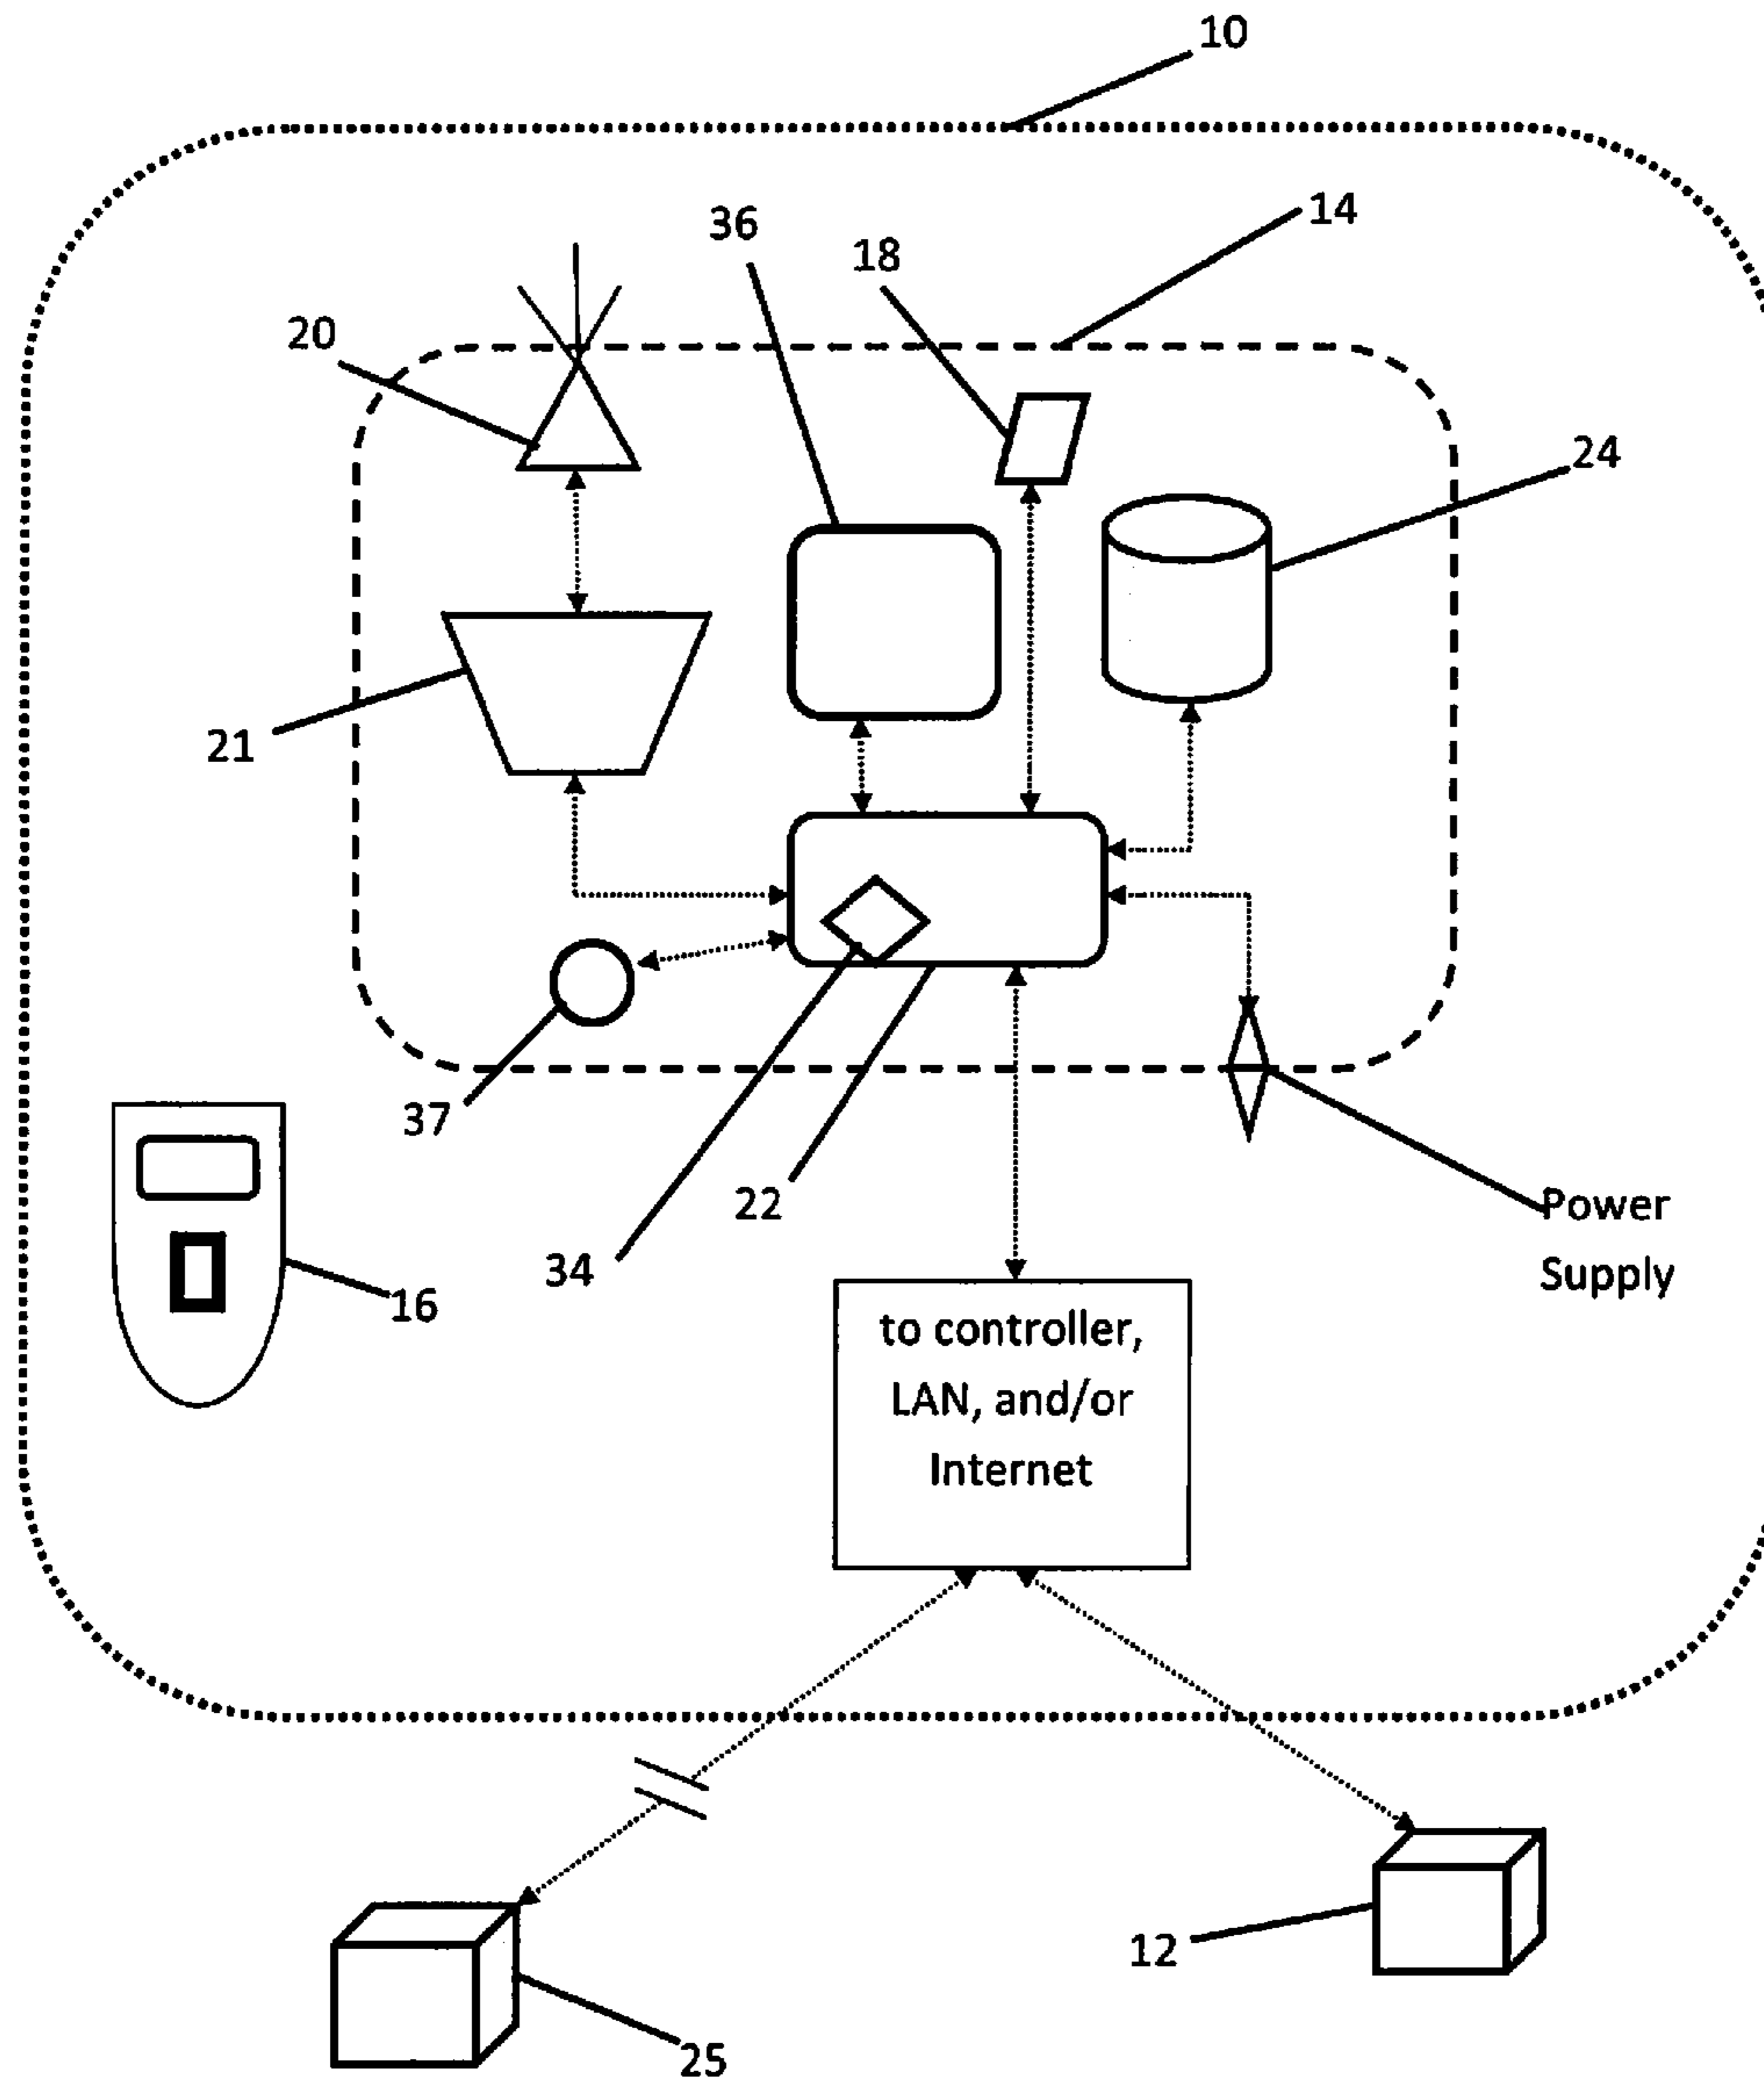 10
14
36
18
20
24
21
37
22
34
16
Power
Supply
to controller,
LAN, and/or
Internet
12
25